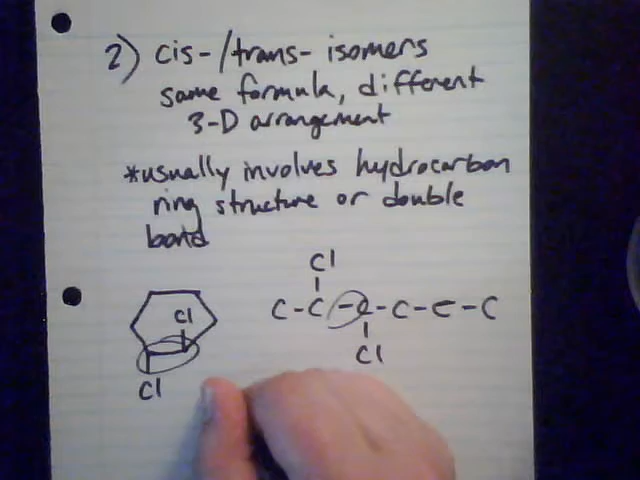 2) cis-/trans- isomers
same formula, different
3-D arrangement
*usually involves hydrocarbon
ring structure or double
bond
Cl
C-C-C-C-C-C
Cl
Cl
Cl